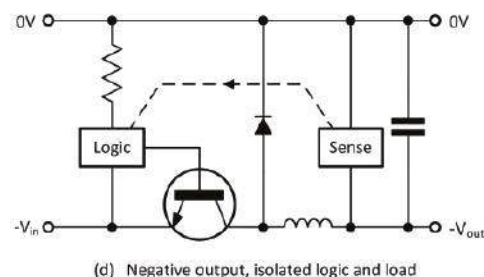 0V 0V
Logic Sense
-Vin -Vout
(d) Negative output, isolated logic and load